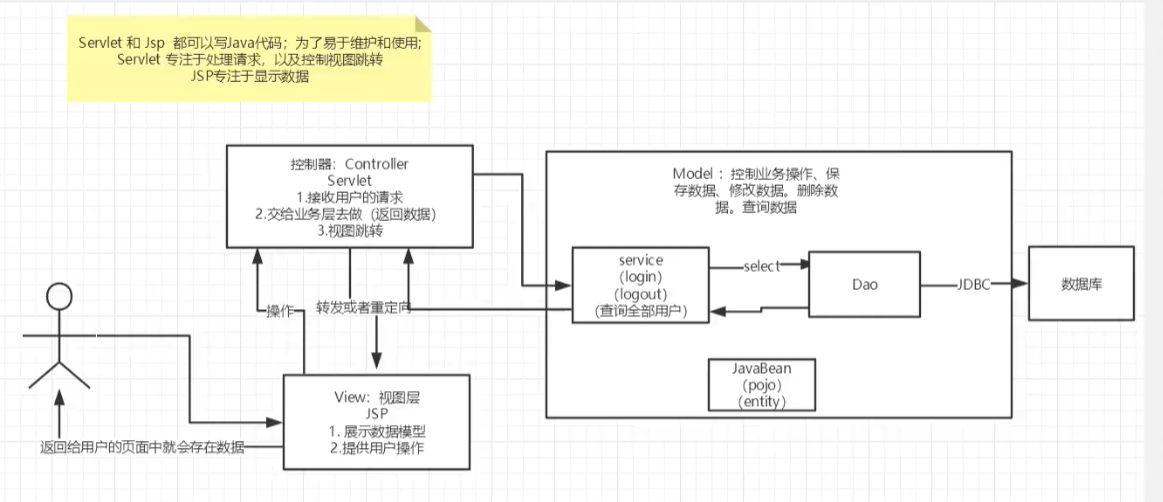 Servlet 和 Jsp 都可以写Java代码；为了易于维护和使用;
Servlet 专注于处理请求，以及控制视图跳转
JSP专注于显示数据
控制器：Controller
Servlet
1.接收用户的请求
2.交给业务层去做（返回数据）
3.视图跳转
Model ：控制业务操作、保
存数据、修改数据。删除数
据。查询数据
service
（login）
（logout）
（查询全部用户）
select
Dao
JDBC
数据库
JavaBean
（pojo）
（entity）
操作
转发或者重定向
View：视图层
JSP
1. 展示数据模型
2.提供用户操作
返回给用户的页面中就会存在数据